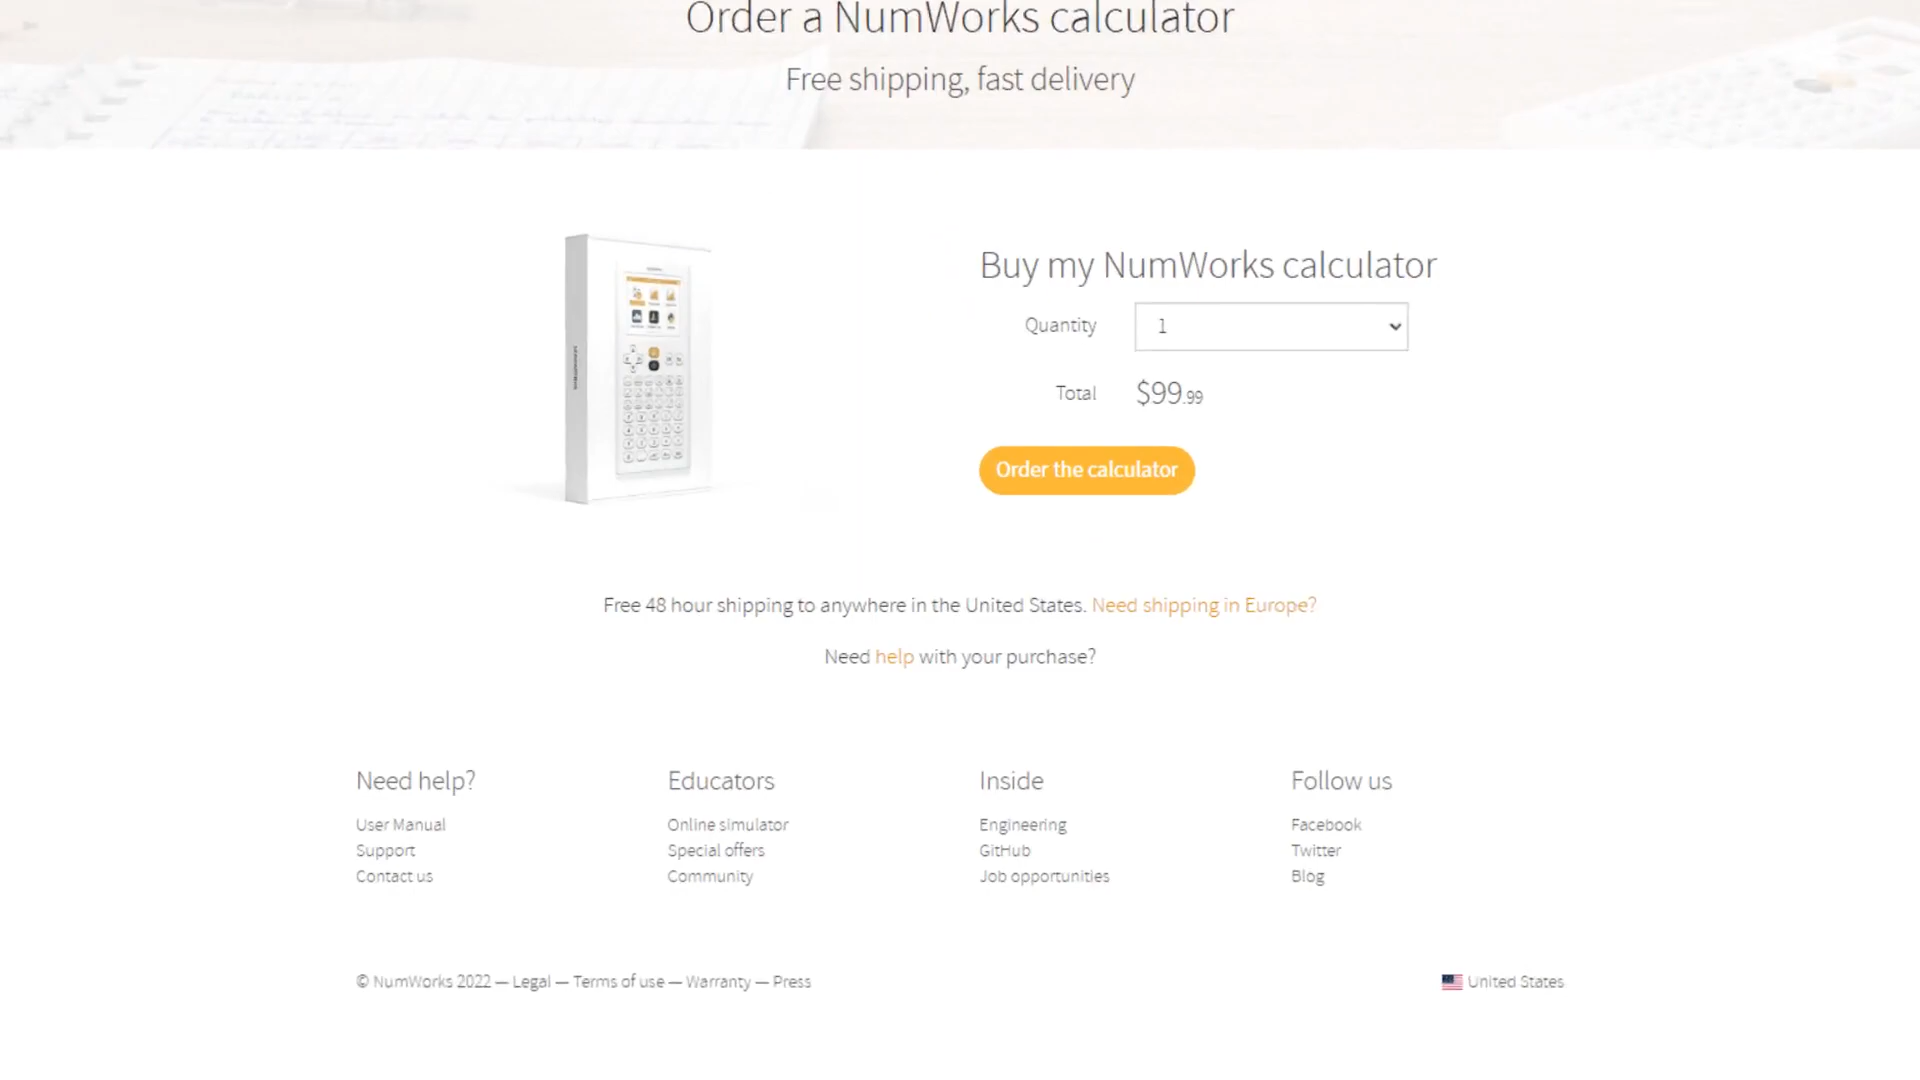 Order a NumWorks calculator
Free shipping, fast delivery
Buy my NumWorks calculator
Quantity 1
Total $99.99
Order the calculator
Free 48 hour shipping to anywhere in the United States. Need shipping in Europe?
Need help with your purchase?
Need help?
User Manual
Support
Contact us
Educators
Online simulator
Special offers
Community
Inside
Engineering
GitHub
Job opportunities
Follow us
Facebook
Twitter
Blog
© NumWorks 2022 — Legal — Terms of use — Warranty — Press
United States